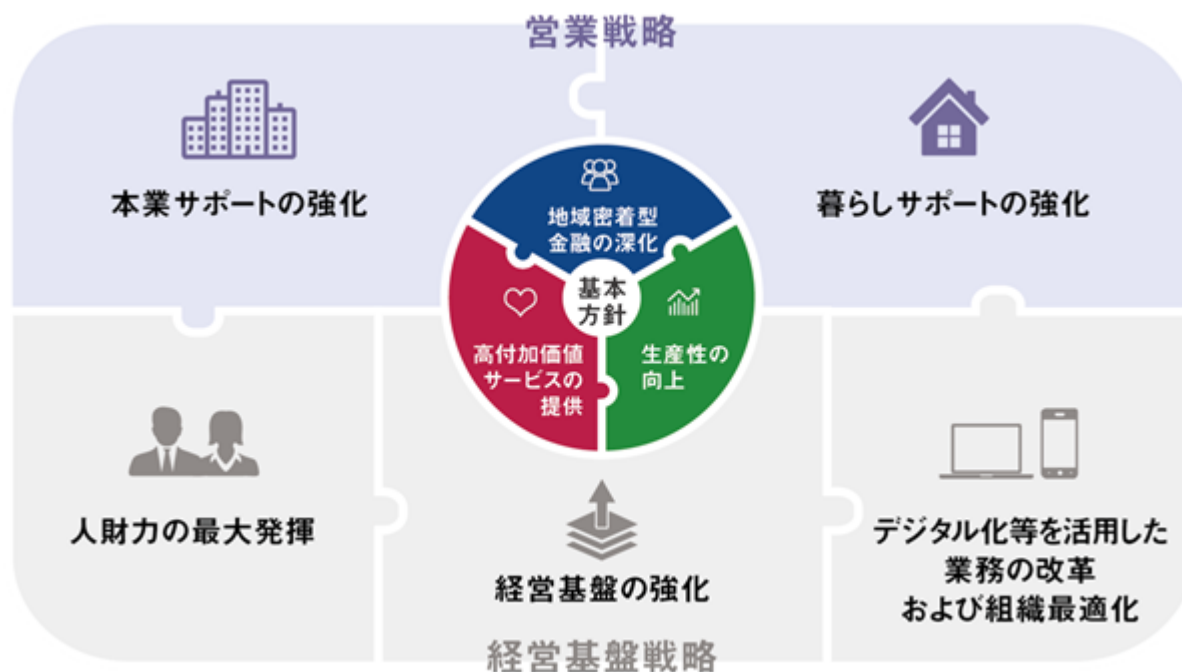 営業戦略
本業サポートの強化
暮らしサポートの強化
地域密着型
金融の深化
基本
方針
高付加価値
サービスの
提供
生産性の
向上
人財力の最大発揮
経営基盤の強化
デジタル化等を活用した
業務の改革
および組織最適化
経営基盤戦略